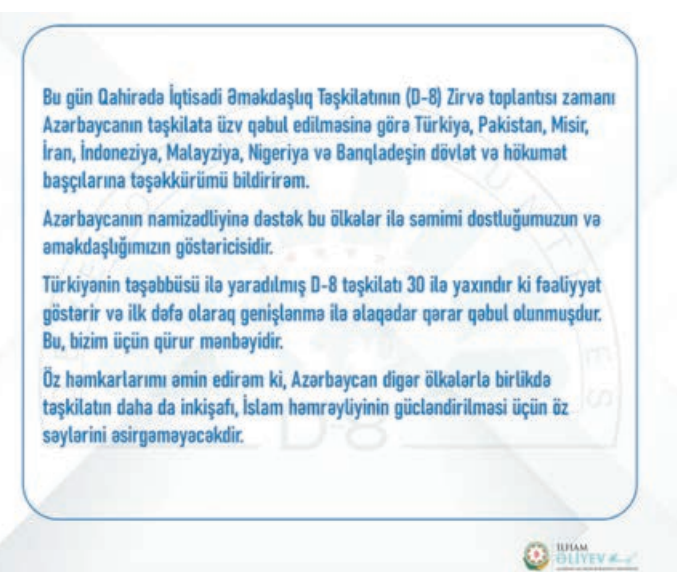 Bu gün Qahirədə İqtisadi Əməkdaşlıq Təşkilatının (D-8) Zirvə toplantısı zamanı
Azərbaycanın təşkilata üzv qəbul edilməsinə görə Türkiyə, Pakistan, Misir,
İran, İndoneziya, Malayziya, Nigeriya və Banqladeşin dövlət və hökumət
başçılarına təşəkkürümü bildirirəm.
Azərbaycanın namizədliyinə dəstək bu ölkələr ilə səmimi dostluğumuzun və
əməkdaşlığımızın göstəricisidir.
Türkiyənin təşəbbüsü ilə yaradılmış D-8 təşkilatı 30 ilə yaxındır ki fəaliyyət
göstərir və ilk dəfə olaraq genişlənmə ilə əlaqədar qərar qəbul olunmuşdur.
Bu, bizim üçün qürur mənbəyidir.
Öz həmkarlarımı əmin edirəm ki, Azərbaycan digər ölkələrlə birlikdə
təşkilatın daha da inkişafı, İslam həmrəyliyinin gücləndirilməsi üçün öz
səylərini əsirgəməyəcəkdir.
D-8
İLHAM
ƏLİYEV